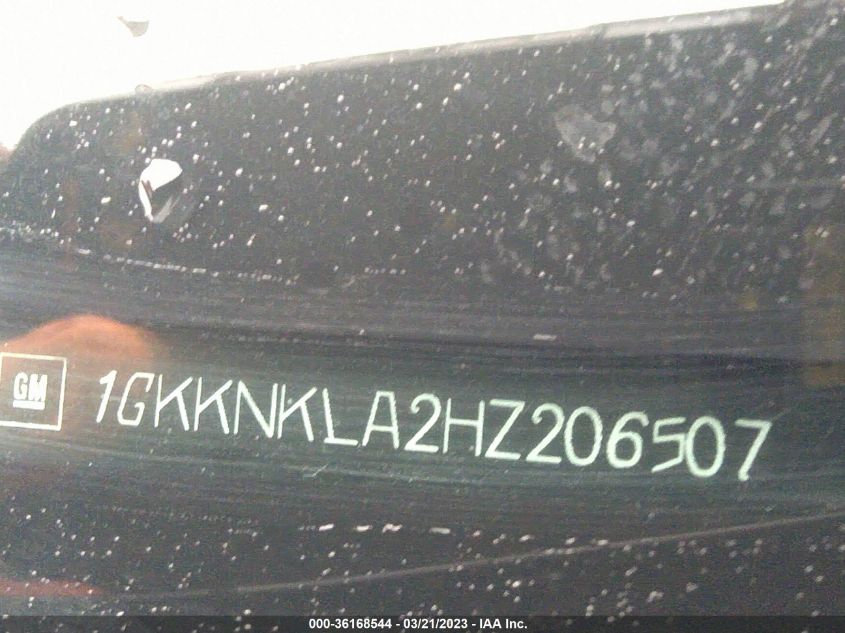 GM
1GKKNKLA2HZ206507
000-36168544 — 03/21/2023 — IAA Inc.